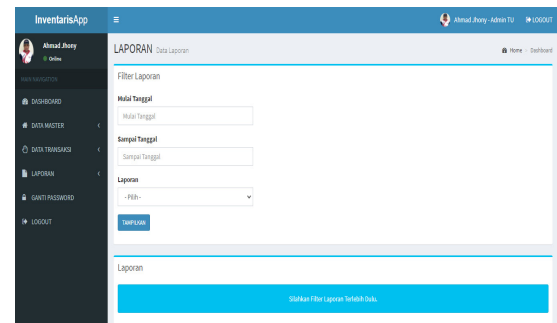 InventarisApp
Ahmad Jhony - Admin TU LOGOUT
Ahmad Jhony
Online
MAIN NAVIGATION
DASHBOARD
DATA MASTER
DATA TRANSAKSI
LAPORAN
GANTI PASSWORD
LOGOUT
LAPORAN Data Laporan
Home - Dashboard
Filter Laporan
Mulai Tanggal
Mulai Tanggal
Sampai Tanggal
Sampai Tanggal
Laporan
- Pilih -
TAMPILKAN
Laporan
Silahkan Filter Laporan Terlebih Dulu.